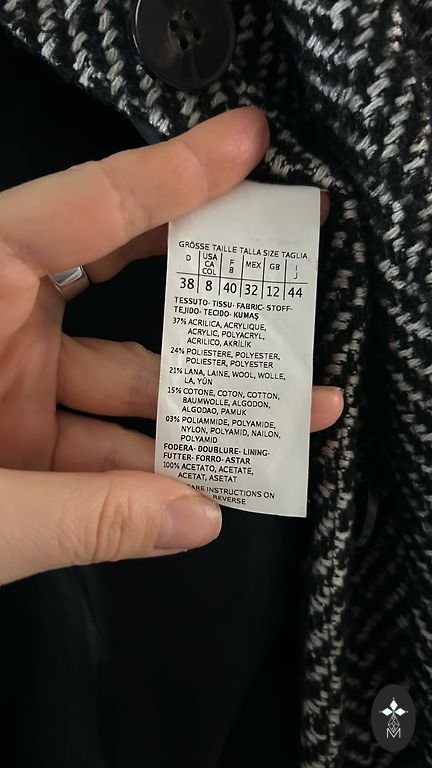 GRÖSSE TAILLE TALLA SIZE TAGLIA
D USA CA COL F B MEX GB I J
38 8 40 32 12 44
TESSUTO- TISSU- FABRIC- STOFF-
TEJIDO- TECIDO- KUMAŞ
37% ACRILICA, ACRYLIQUE,
ACRYLIC, POLYACRYL,
ACRILICO, AKRİLİK
24% POLIESTERE, POLYESTER,
POLIESTER, POLYESTER
21% LANA, LAINE, WOOL, WOLLE,
LA, YÜN
15% COTONE, COTON, COTTON,
BAUMWOLLE, ALGODON,
ALGODAO, PAMUK
03% POLIAMMIDE, POLYAMIDE,
NYLON, POLYAMID, NAILON,
POLYAMID
FODERA- DOUBLURE- LINING-
FUTTER- FORRO- ASTAR
100% ACETATO, ACETATE,
ACETAT, ASETAT
ARE INSTRUCTIONS ON
REVERSE
M